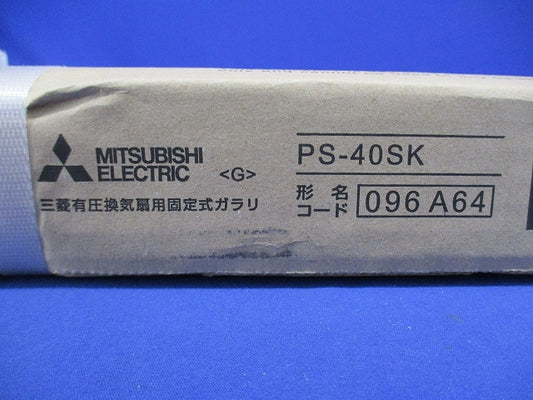 MITSUBISHI
ELECTRIC <G>
三菱有圧換気扇用固定式ガラリ
PS-40SK
形名
コード 096 A64